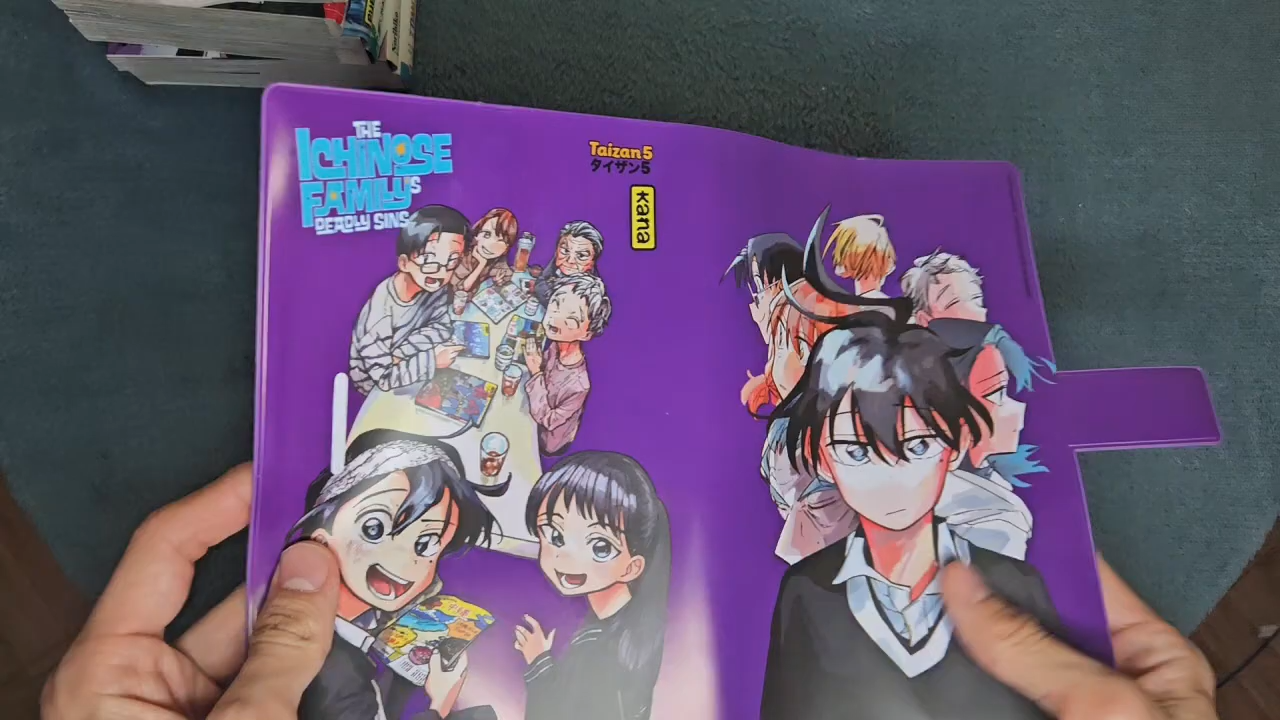 THE
ICHINOSE
FAMILY'S
DEADLY SINS
Taizan5
タイザン5
kana